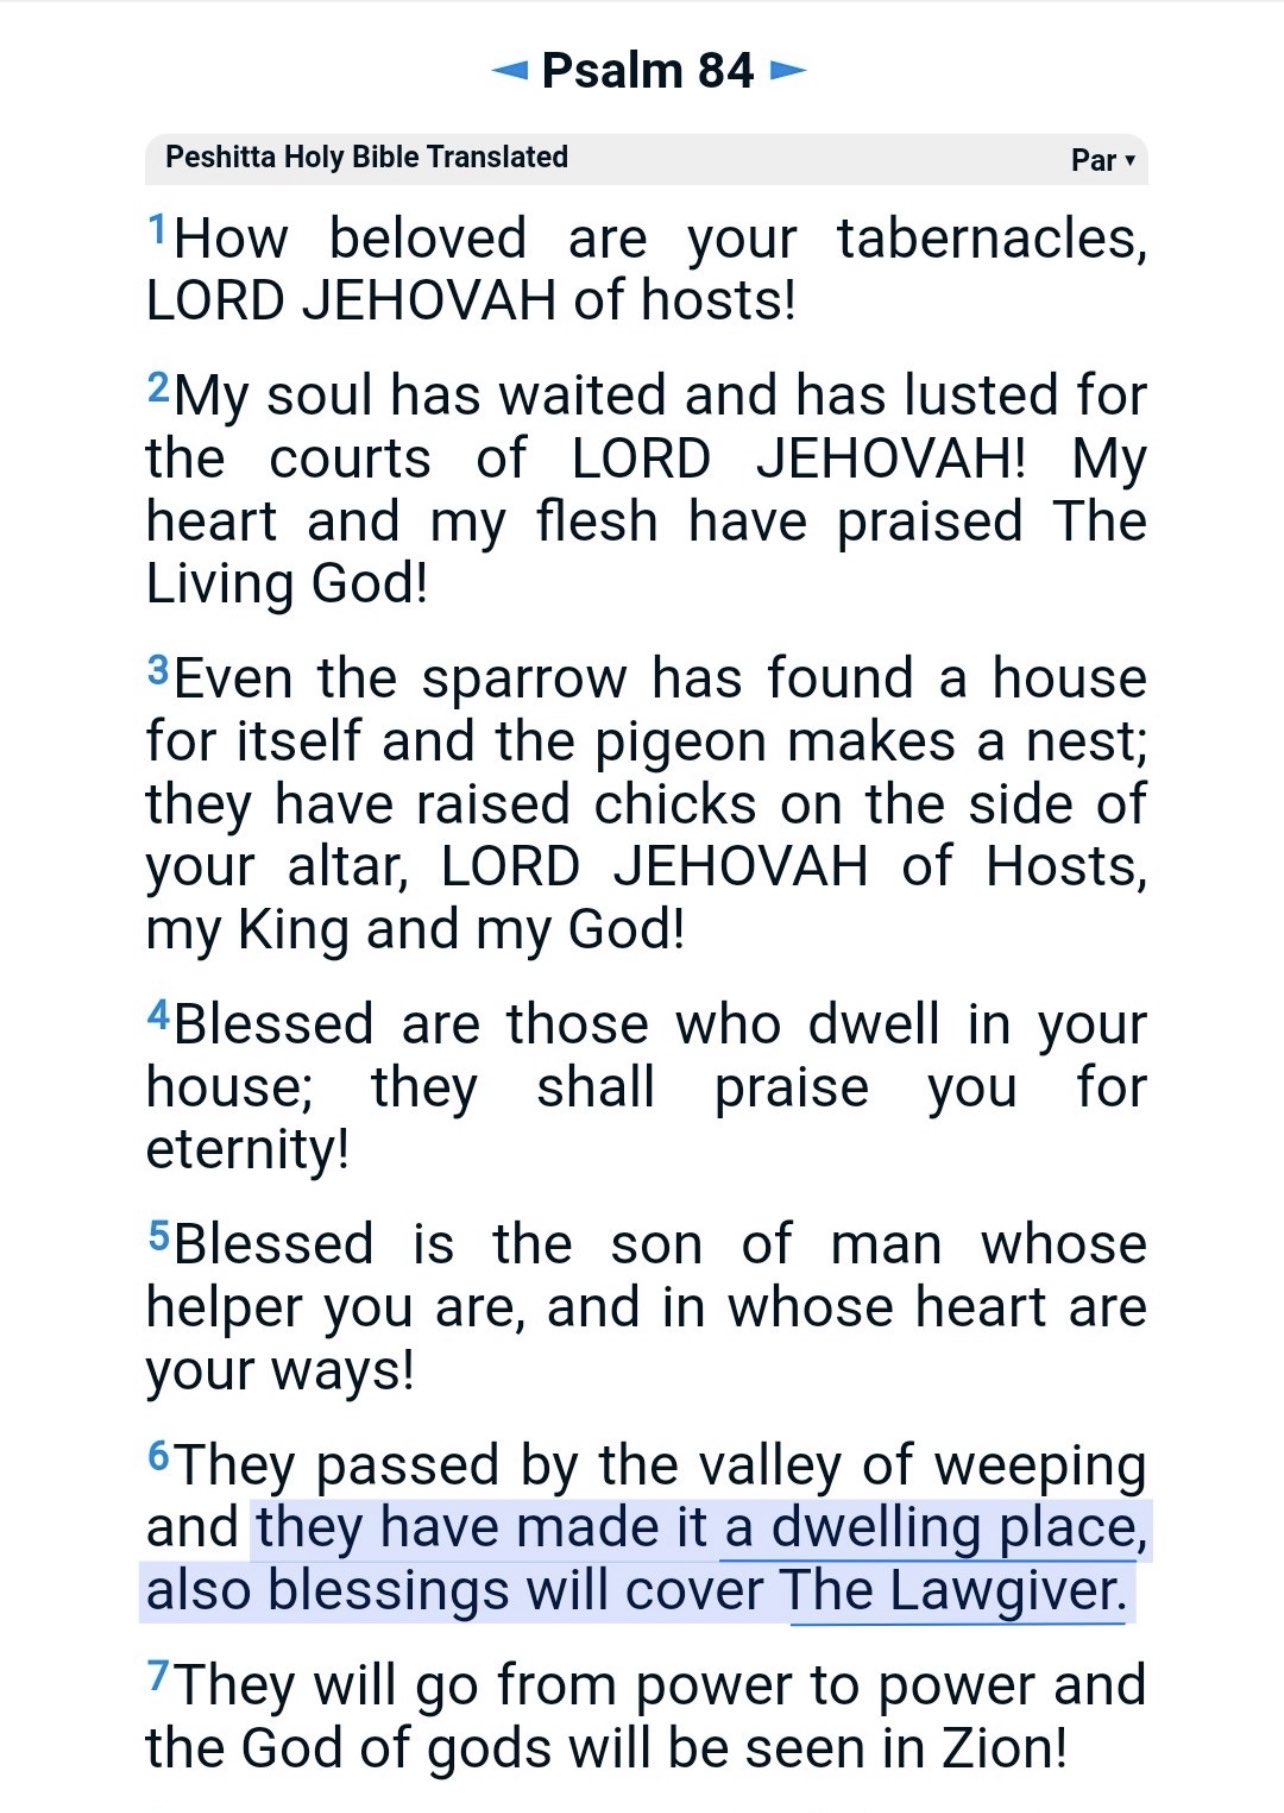 ◄ Psalm 84 ►
Peshitta Holy Bible Translated
Par ▾
1How beloved are your tabernacles,
LORD JEHOVAH of hosts!
2My soul has waited and has lusted for
the courts of LORD JEHOVAH! My
heart and my flesh have praised The
Living God!
3Even the sparrow has found a house
for itself and the pigeon makes a nest;
they have raised chicks on the side of
your altar, LORD JEHOVAH of Hosts,
my King and my God!
4Blessed are those who dwell in your
house; they shall praise you for
eternity!
5Blessed is the son of man whose
helper you are, and in whose heart are
your ways!
6They passed by the valley of weeping
and they have made it a dwelling place,
also blessings will cover The Lawgiver.
7They will go from power to power and
the God of gods will be seen in Zion!